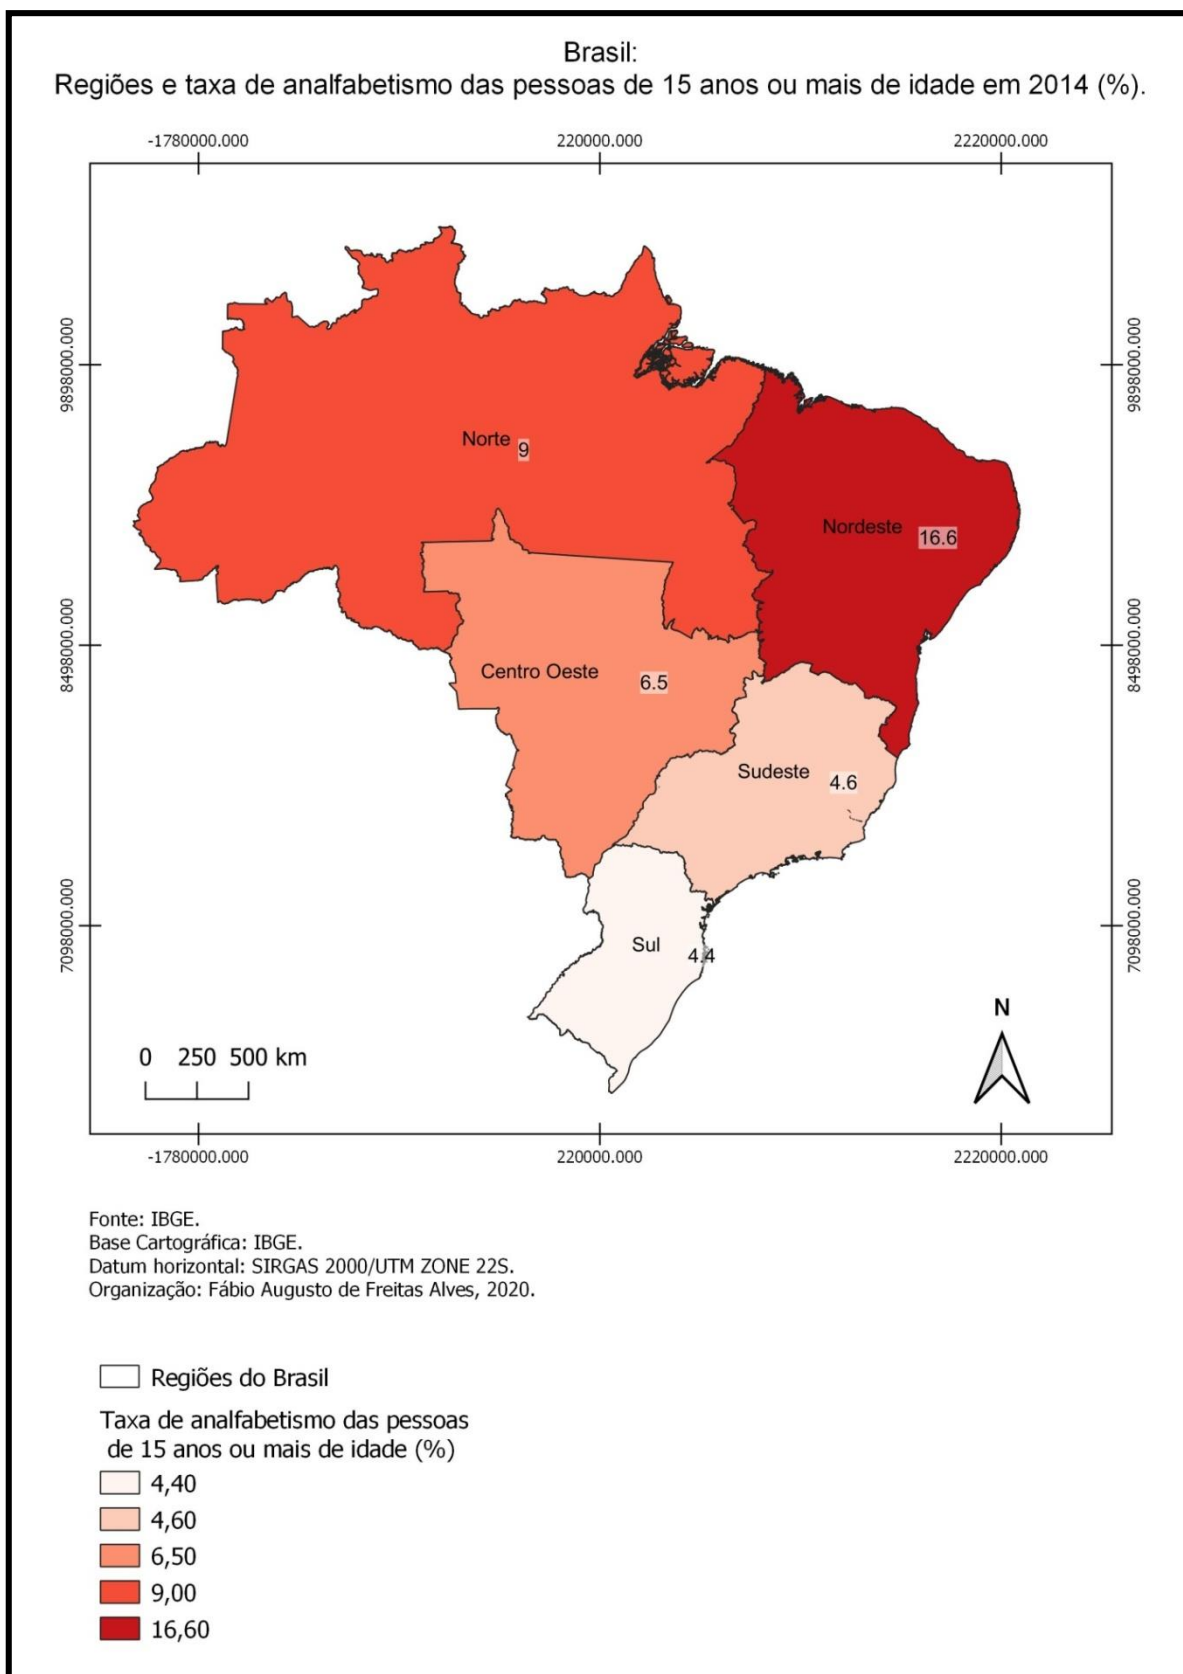 Brasil:
Regiões e taxa de analfabetismo das pessoas de 15 anos ou mais de idade em 2014 (%).
-1780000.000 220000.000 2220000.000
9898000.000 9898000.000
Norte 9
Nordeste 16.6
8498000.000 8498000.000
Centro Oeste 6.5
Sudeste 4.6
7098000.000 7098000.000
Sul 4.4
N
0 250 500 km
-1780000.000 220000.000 2220000.000
Fonte: IBGE.
Base Cartográfica: IBGE.
Datum horizontal: SIRGAS 2000/UTM ZONE 22S.
Organização: Fábio Augusto de Freitas Alves, 2020.
Regiões do Brasil
Taxa de analfabetismo das pessoas
de 15 anos ou mais de idade (%)
4,40
4,60
6,50
9,00
16,60